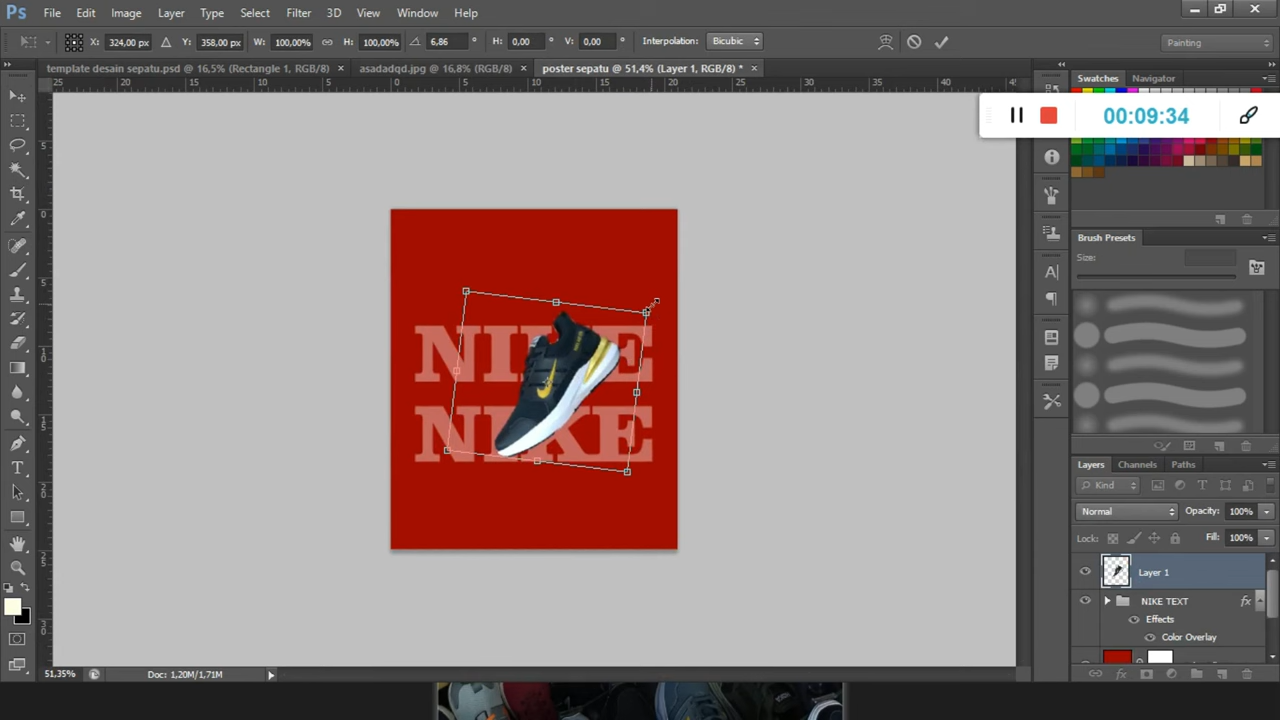 Ps File Edit Image Layer Type Select Filter 3D View Window Help
X: 324,00 px Y: 358,00 px W: 100,00% H: 100,00% 6,86 ° H: 0,00 ° V: 0,00 ° Interpolation: Bicubic Painting
template desain sepatu.psd @ 16,5% (Rectangle 1, RGB/8) × asadadqd.jpg @ 16,8% (RGB/8) × poster sepatu @ 51,4% (Layer 1, RGB/8) * ×
Swatches Navigator
00:09:34
NIKE
NIKE
Brush Presets
Size:
Layers Channels Paths
Kind
Normal Opacity: 100%
Lock: Fill: 100%
Layer 1
NIKE TEXT fx
Effects
Color Overlay
51,35% Doc: 1,20M/1,71M